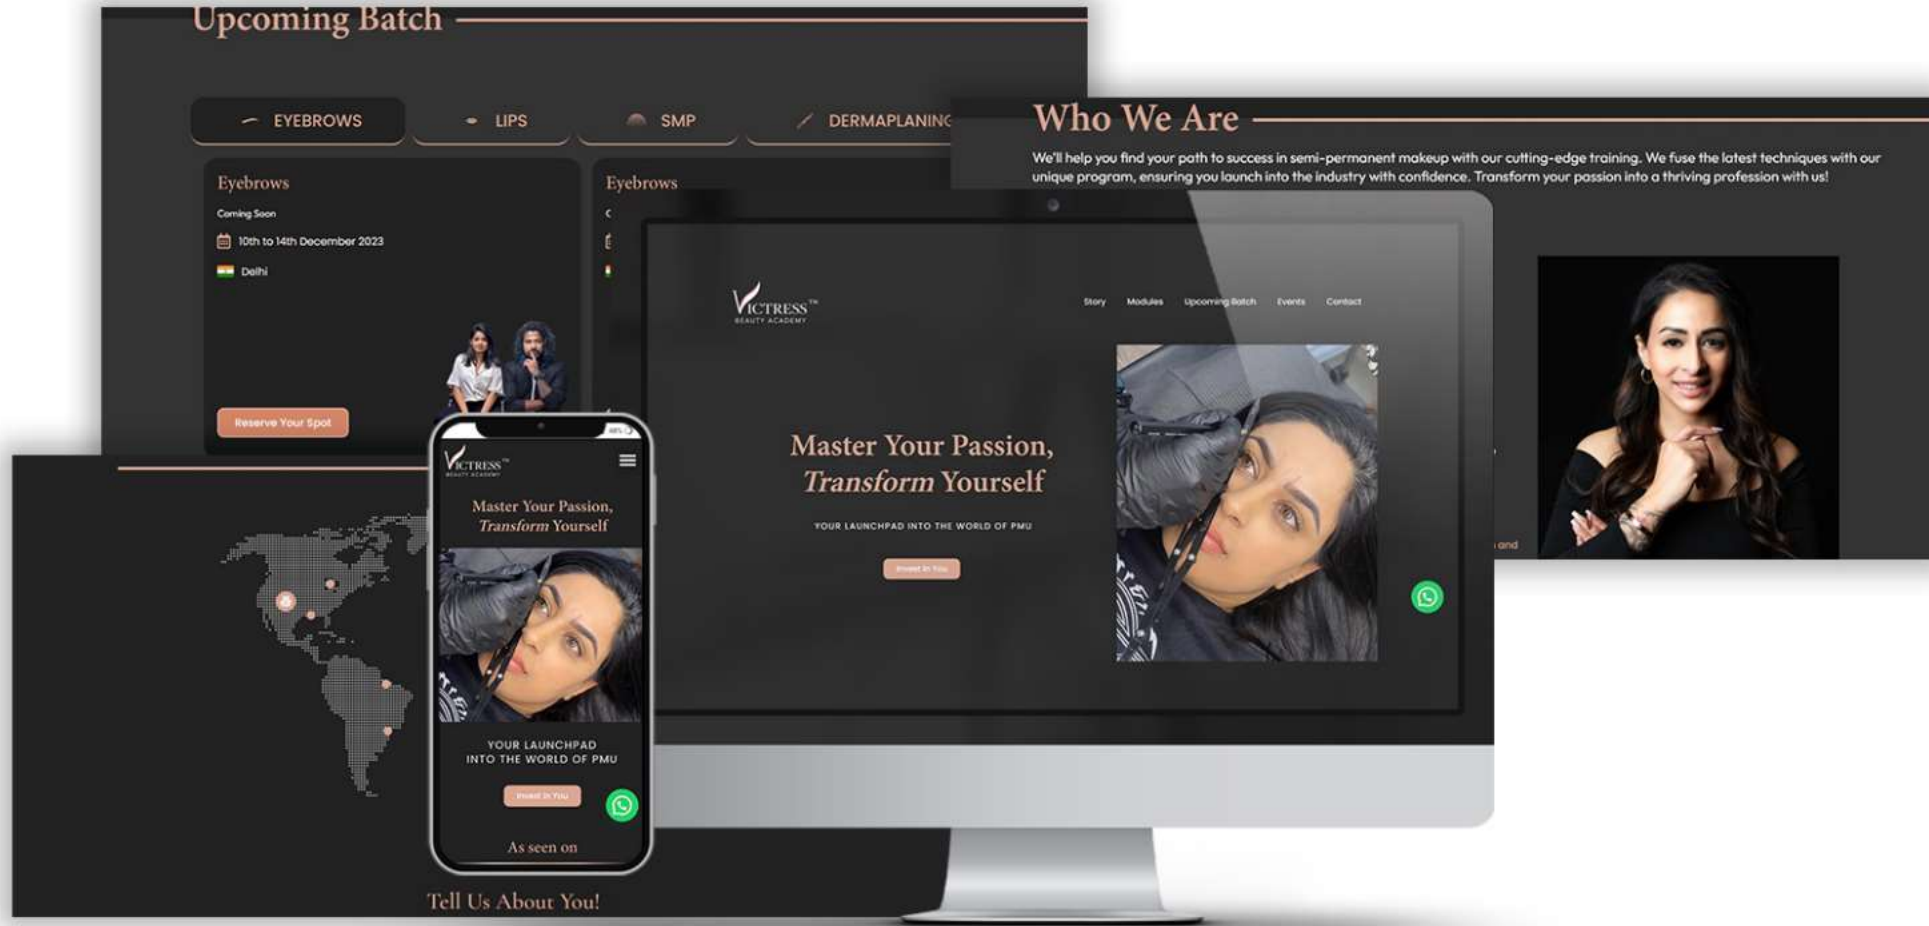 Upcoming Batch
EYEBROWS
LIPS
SMP
DERMAPLANING
Eyebrows
Coming Soon
10th to 14th December 2023
Delhi
Reserve Your Spot
Eyebrows
Who We Are
We'll help you find your path to success in semi-permanent makeup with our cutting-edge training. We fuse the latest techniques with our
unique program, ensuring you launch into the industry with confidence. Transform your passion into a thriving profession with us!
and
VICTRESS™
BEAUTY ACADEMY
Story Modules Upcoming Batch Events Contact
Master Your Passion,
Transform Yourself
YOUR LAUNCHPAD INTO THE WORLD OF PMU
Invest In You
48%
VICTRESS™
BEAUTY ACADEMY
Master Your Passion,
Transform Yourself
YOUR LAUNCHPAD
INTO THE WORLD OF PMU
Invest In You
As seen on
Tell Us About You!